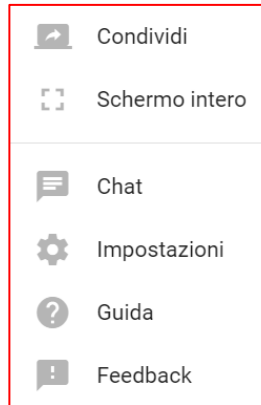 Condividi
Schermo intero
Chat
Impostazioni
Guida
Feedback